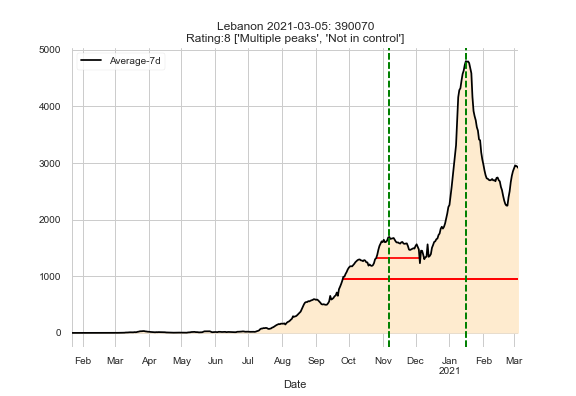 Lebanon 2021-03-05: 390070
Rating:8 ['Multiple peaks', 'Not in control']
Average-7d
5000
4000
3000
2000
1000
0
Feb Mar Apr May Jun Jul Aug Sep Oct Nov Dec Jan Feb Mar
2021
Date